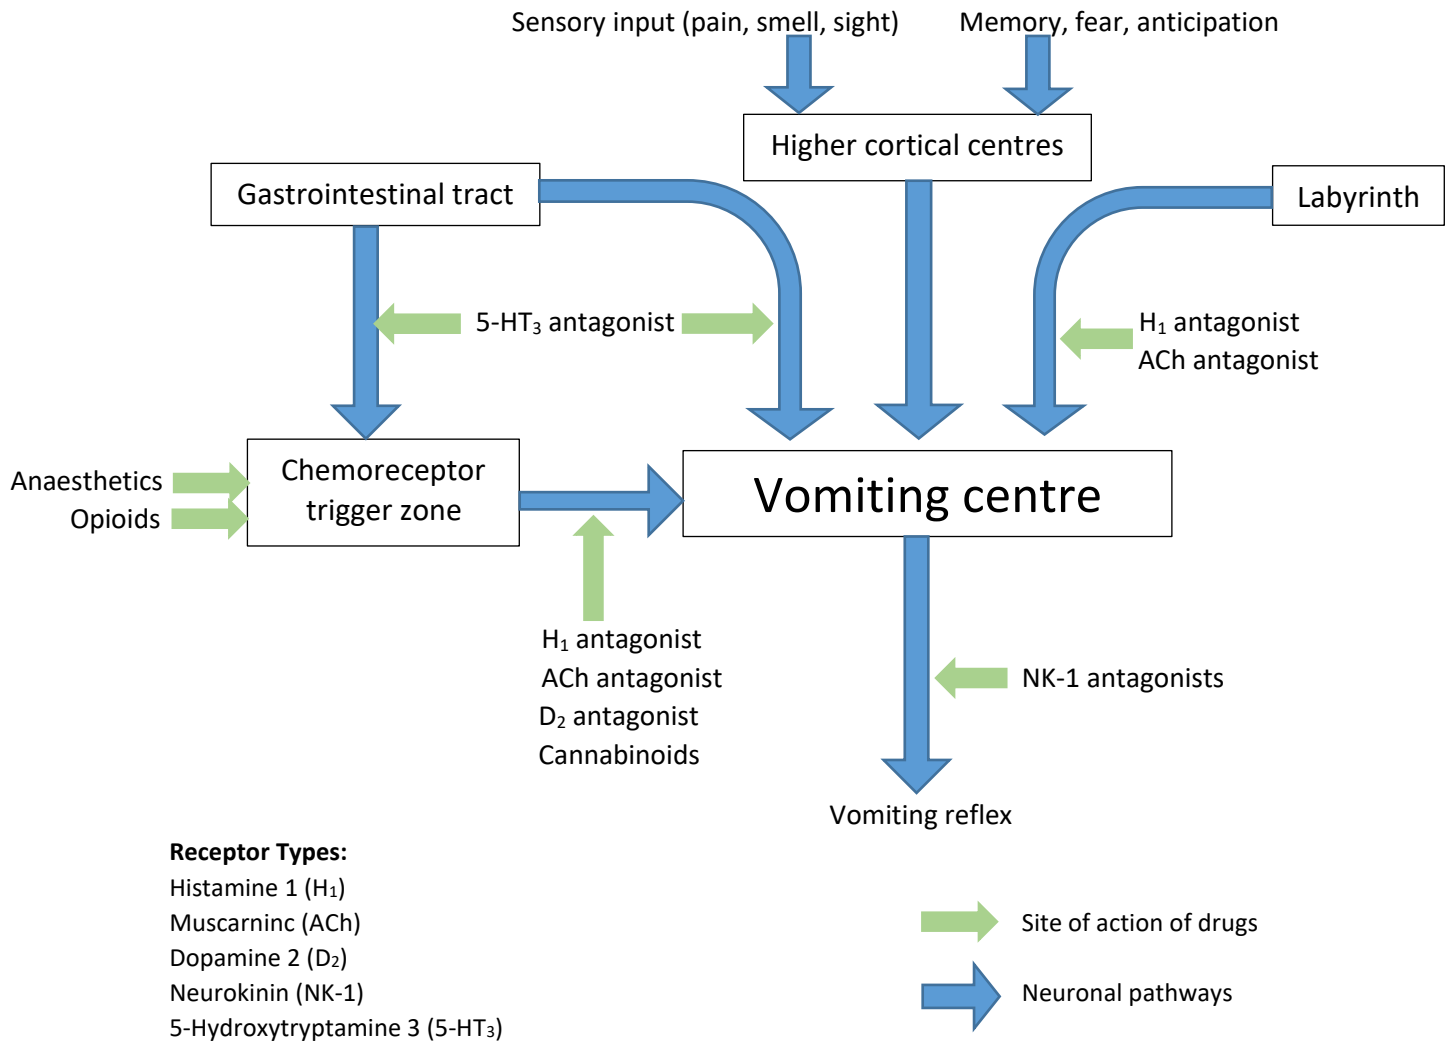 Sensory input (pain, smell, sight)
Memory, fear, anticipation
Higher cortical centres
Gastrointestinal tract
Labyrinth
5-HT₃ antagonist
H₁ antagonist
ACh antagonist
Chemoreceptor
trigger zone
Anaesthetics
Opioids
Vomiting centre
H₁ antagonist
ACh antagonist
D₂ antagonist
Cannabinoids
NK-1 antagonists
Vomiting reflex
Receptor Types:
Histamine 1 (H₁)
Muscarninc (ACh)
Dopamine 2 (D₂)
Neurokinin (NK-1)
5-Hydroxytryptamine 3 (5-HT₃)
Site of action of drugs
Neuronal pathways